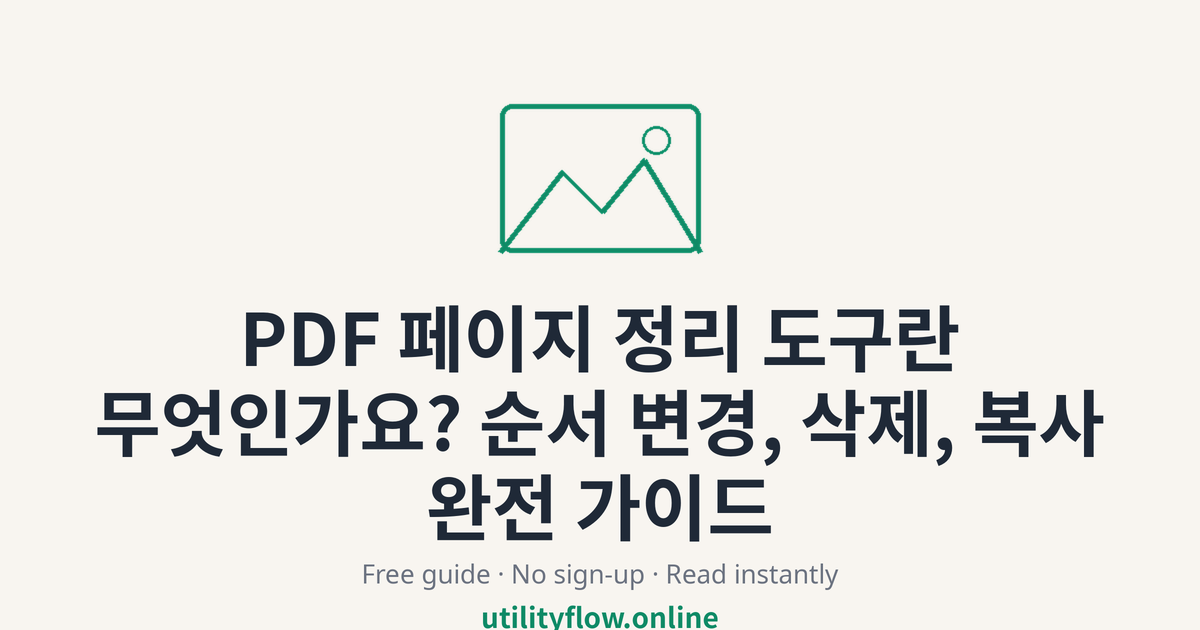 PDF 페이지 정리 도구란
무엇인가요? 순서 변경, 삭제, 복사
완전 가이드
Free guide · No sign-up · Read instantly
utilityflow.online